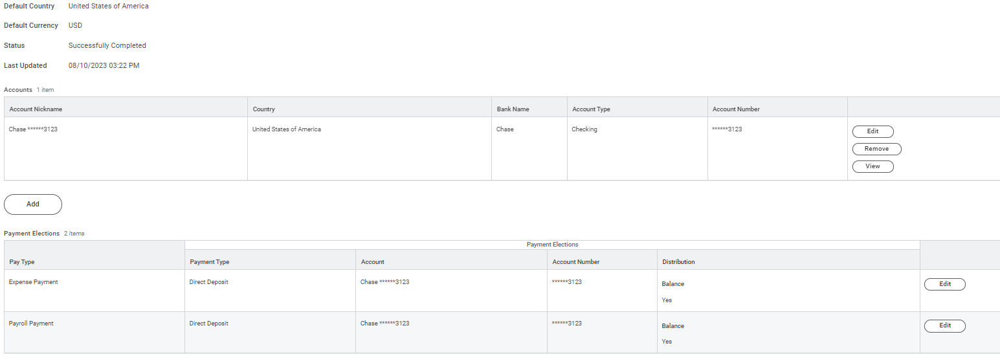 Default Country United States of America
Default Currency USD
Status Successfully Completed
Last Updated 08/10/2023 03:22 PM
Accounts 1 item
Account Nickname Country Bank Name Account Type Account Number
Chase ******3123 United States of America Chase Checking ******3123 Edit
Remove
View
Add
Payment Elections 2 items
Payment Elections
Pay Type Payment Type Account Account Number Distribution
Expense Payment Direct Deposit Chase ******3123 ******3123 Balance Edit
Yes
Payroll Payment Direct Deposit Chase ******3123 ******3123 Balance Edit
Yes